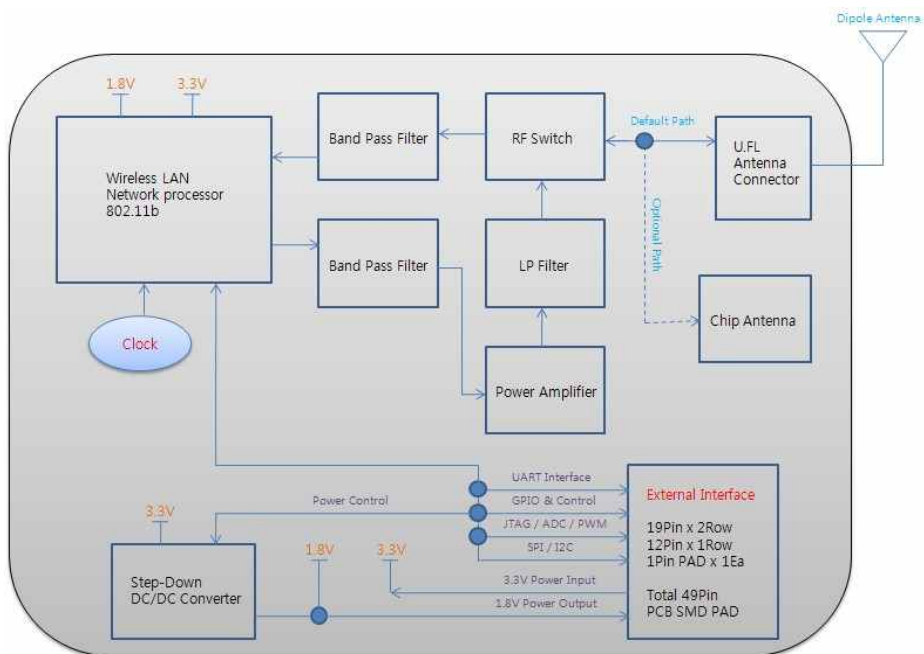 Dipole Antenna
1.8V
3.3V
Wireless LAN
Network processor
802.11b
Band Pass Filter
RF Switch
Default Path
U.FL
Antenna
Connector
Optional Path
Band Pass Filter
LP Filter
Chip Antenna
Clock
Power Amplifier
UART Interface
Power Control
GPIO & Control
JTAG / ADC / PWM
SPI / I2C
External Interface
19Pin x 2Row
12Pin x 1Row
1Pin PAD x 1Ea
Total 49Pin
PCB SMD PAD
3.3V
1.8V
3.3V
Step-Down
DC/DC Converter
3.3V Power Input
1.8V Power Output